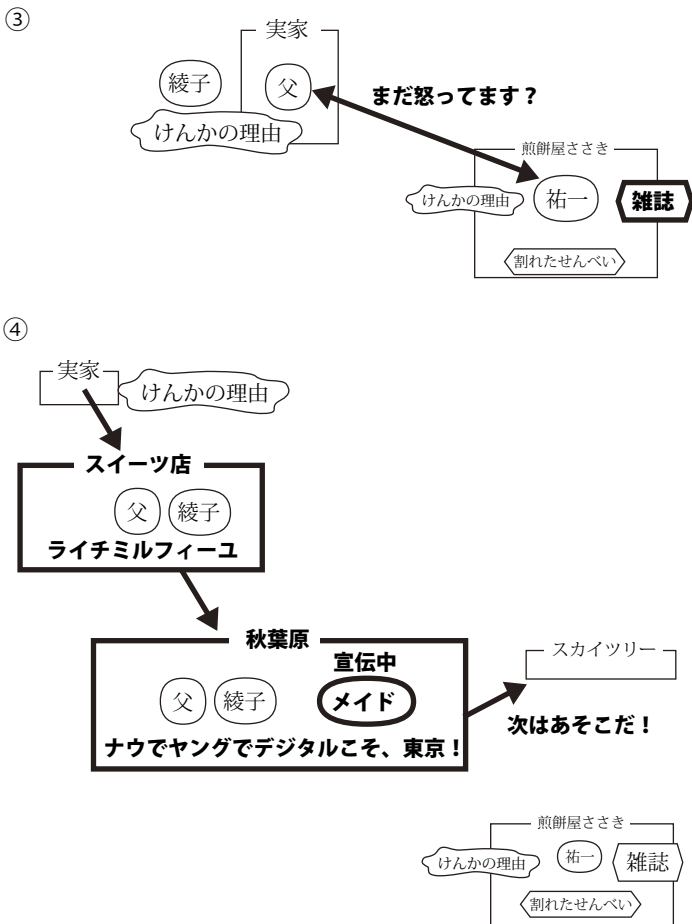 ③
実家
綾子
父
けんかの理由
まだ怒ってます?
煎餅屋ささき
けんかの理由
祐一
雑誌
割れたせんべい
④
実家
けんかの理由
スイーツ店
父
綾子
ライチミルフィーユ
秋葉原
宣伝中
父
綾子
メイド
ナウでヤングでデジタルこそ、東京!
スカイツリー
次はあそこだ!
煎餅屋ささき
けんかの理由
祐一
雑誌
割れたせんべい